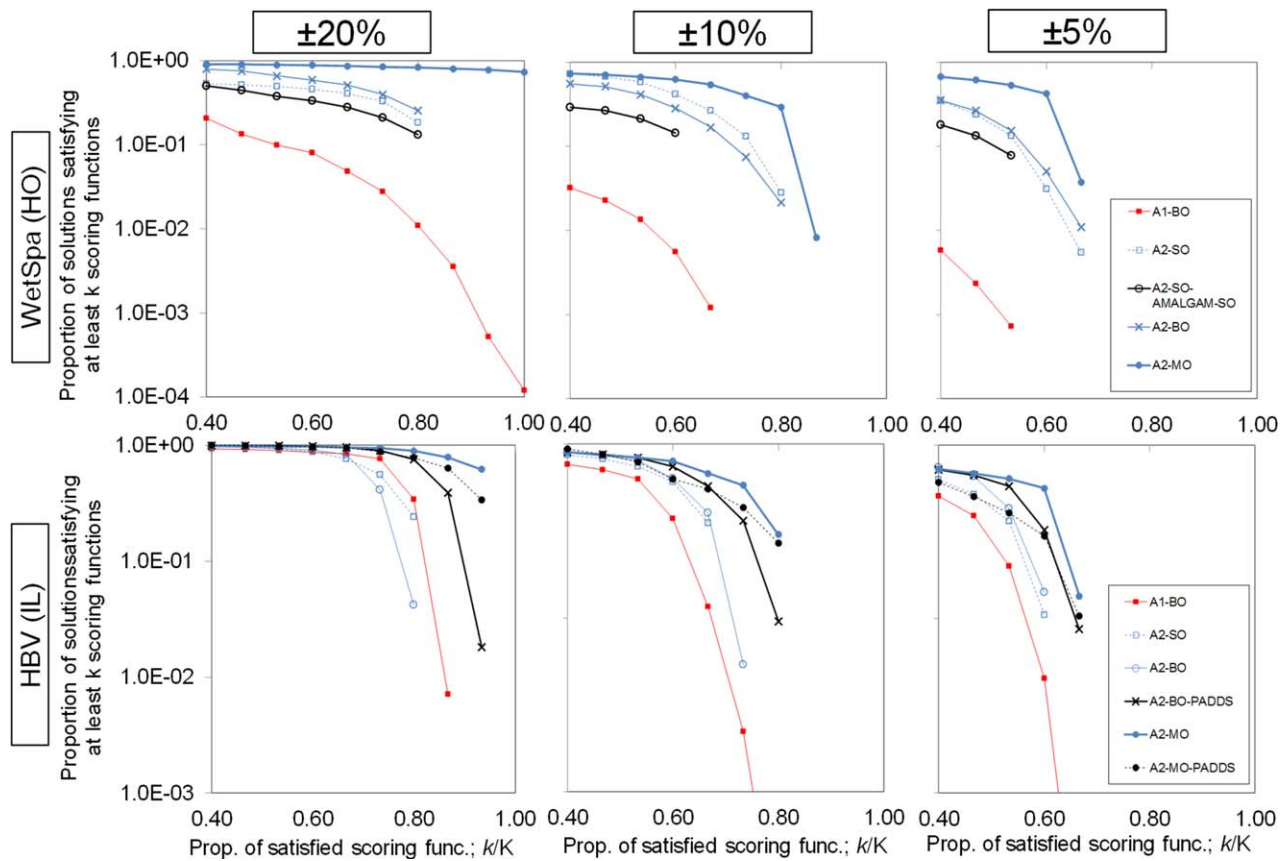 ±20%
±10%
±5%
WetSpa (HO)
Proportion of solutions satisfying
at least k scoring functions
1.0E+00
1.0E-01
1.0E-02
1.0E-03
1.0E-04
0.40 0.60 0.80 1.00
0.40 0.60 0.80 1.00
0.40 0.60 0.80 1.00
A1-BO
A2-SO
A2-SO-
AMALGAM-SO
A2-BO
A2-MO
HBV (IL)
Proportion of solutionssatisfying
at least k scoring functions
1.0E+00
1.0E-01
1.0E-02
1.0E-03
0.40 0.60 0.80 1.00
0.40 0.60 0.80 1.00
0.40 0.60 0.80 1.00
A1-BO
A2-SO
A2-BO
A2-BO-PADDS
A2-MO
A2-MO-PADDS
Prop. of satisfied scoring func.; k/K
Prop. of satisfied scoring func.; k/K
Prop. of satisfied scoring func.; k/K